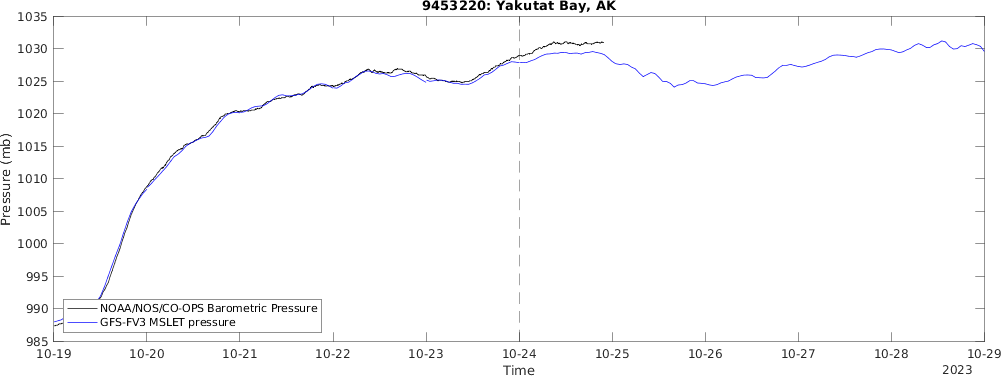 9453220: Yakutat Bay, AK
Pressure (mb)
1035
1030
1025
1020
1015
1010
1005
1000
995
990
985
NOAA/NOS/CO-OPS Barometric Pressure
GFS-FV3 MSLET pressure
10-19 10-20 10-21 10-22 10-23 10-24 10-25 10-26 10-27 10-28 10-29
Time
2023